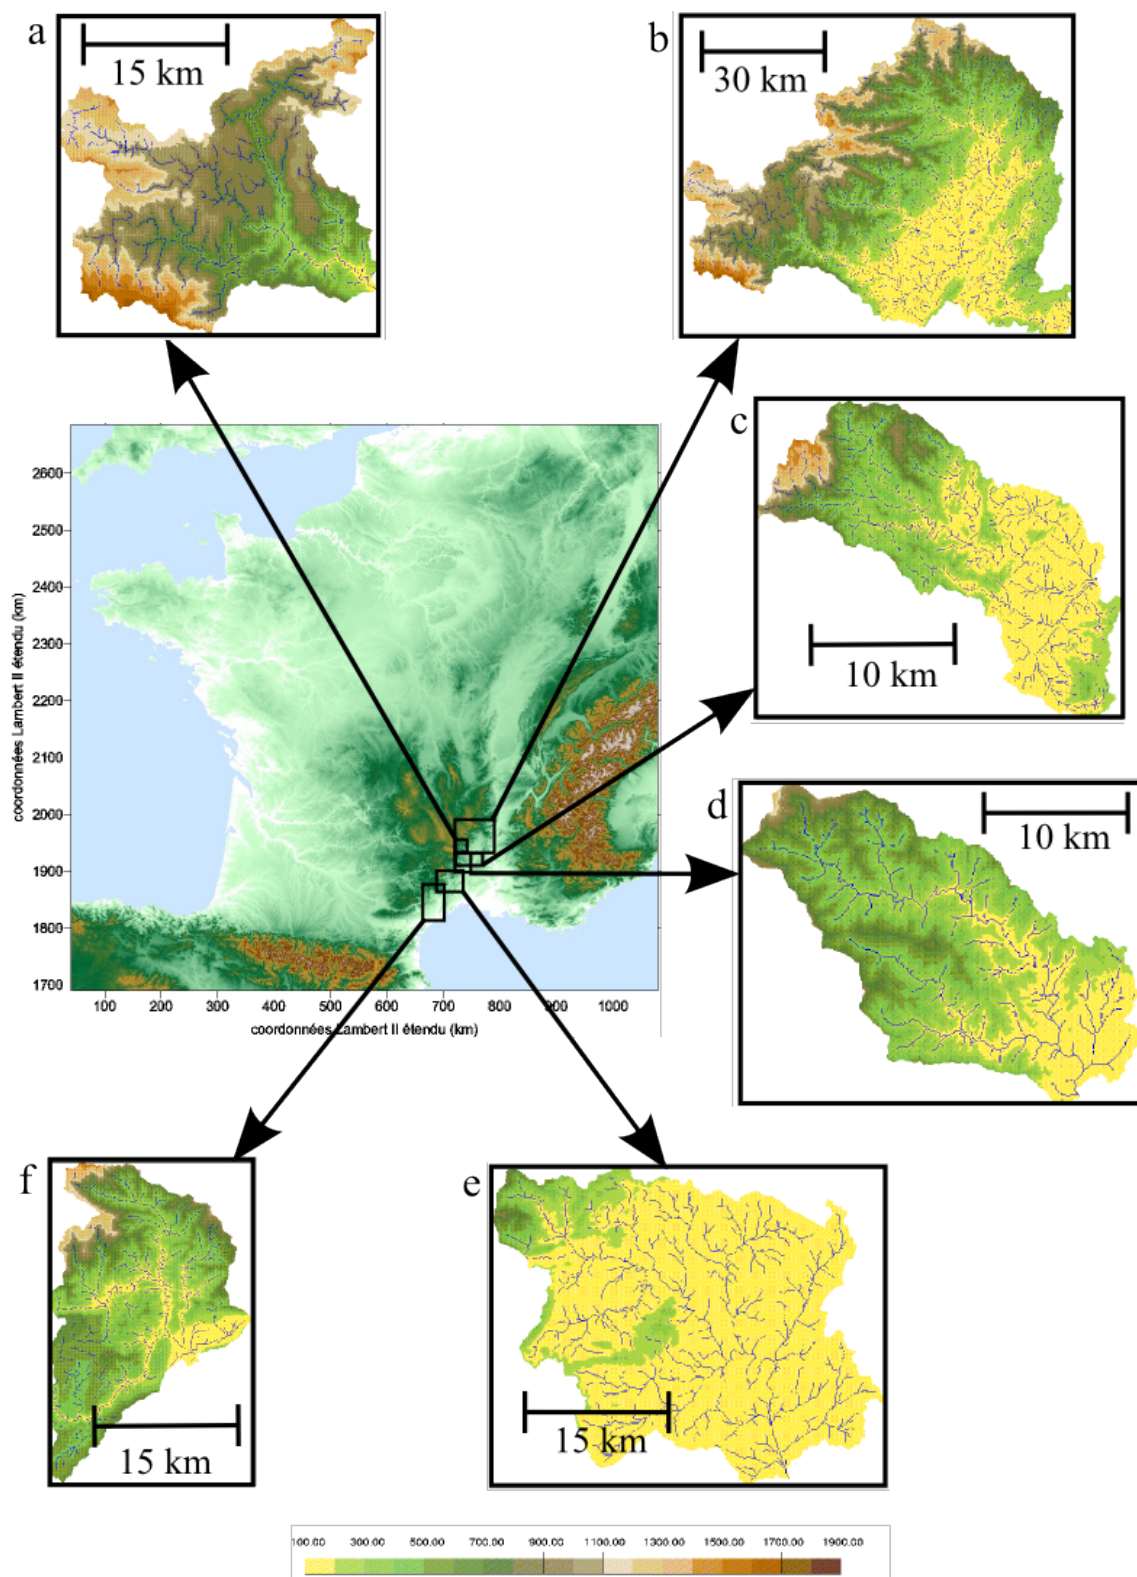 a
15 km
b
30 km
c
10 km
d
10 km
2600
2500
2400
2300
2200
2100
2000
1900
1800
1700
coordonnées Lambert II étendu (km)
100 200 300 400 500 600 700 800 900 1000
coordonnées Lambert II étendu (km)
f
15 km
e
15 km
100.00 300.00 500.00 700.00 900.00 1100.00 1300.00 1500.00 1700.00 1900.00